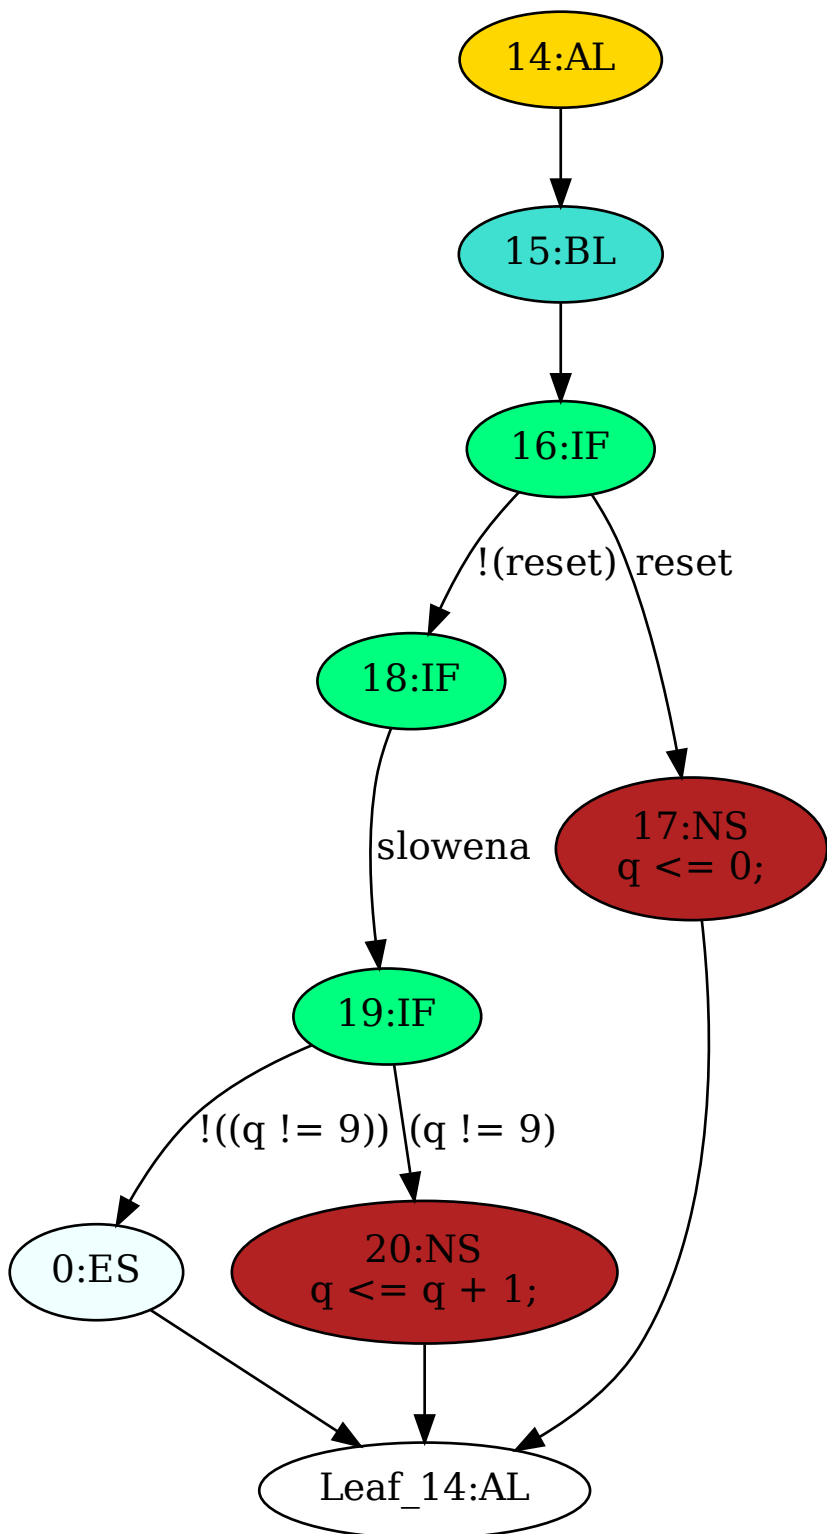 14:AL
15:BL
16:IF
!(reset)
reset
18:IF
17:NS
q <= 0;
slowena
19:IF
!((q != 9))
(q != 9)
0:ES
20:NS
q <= q + 1;
Leaf_14:AL